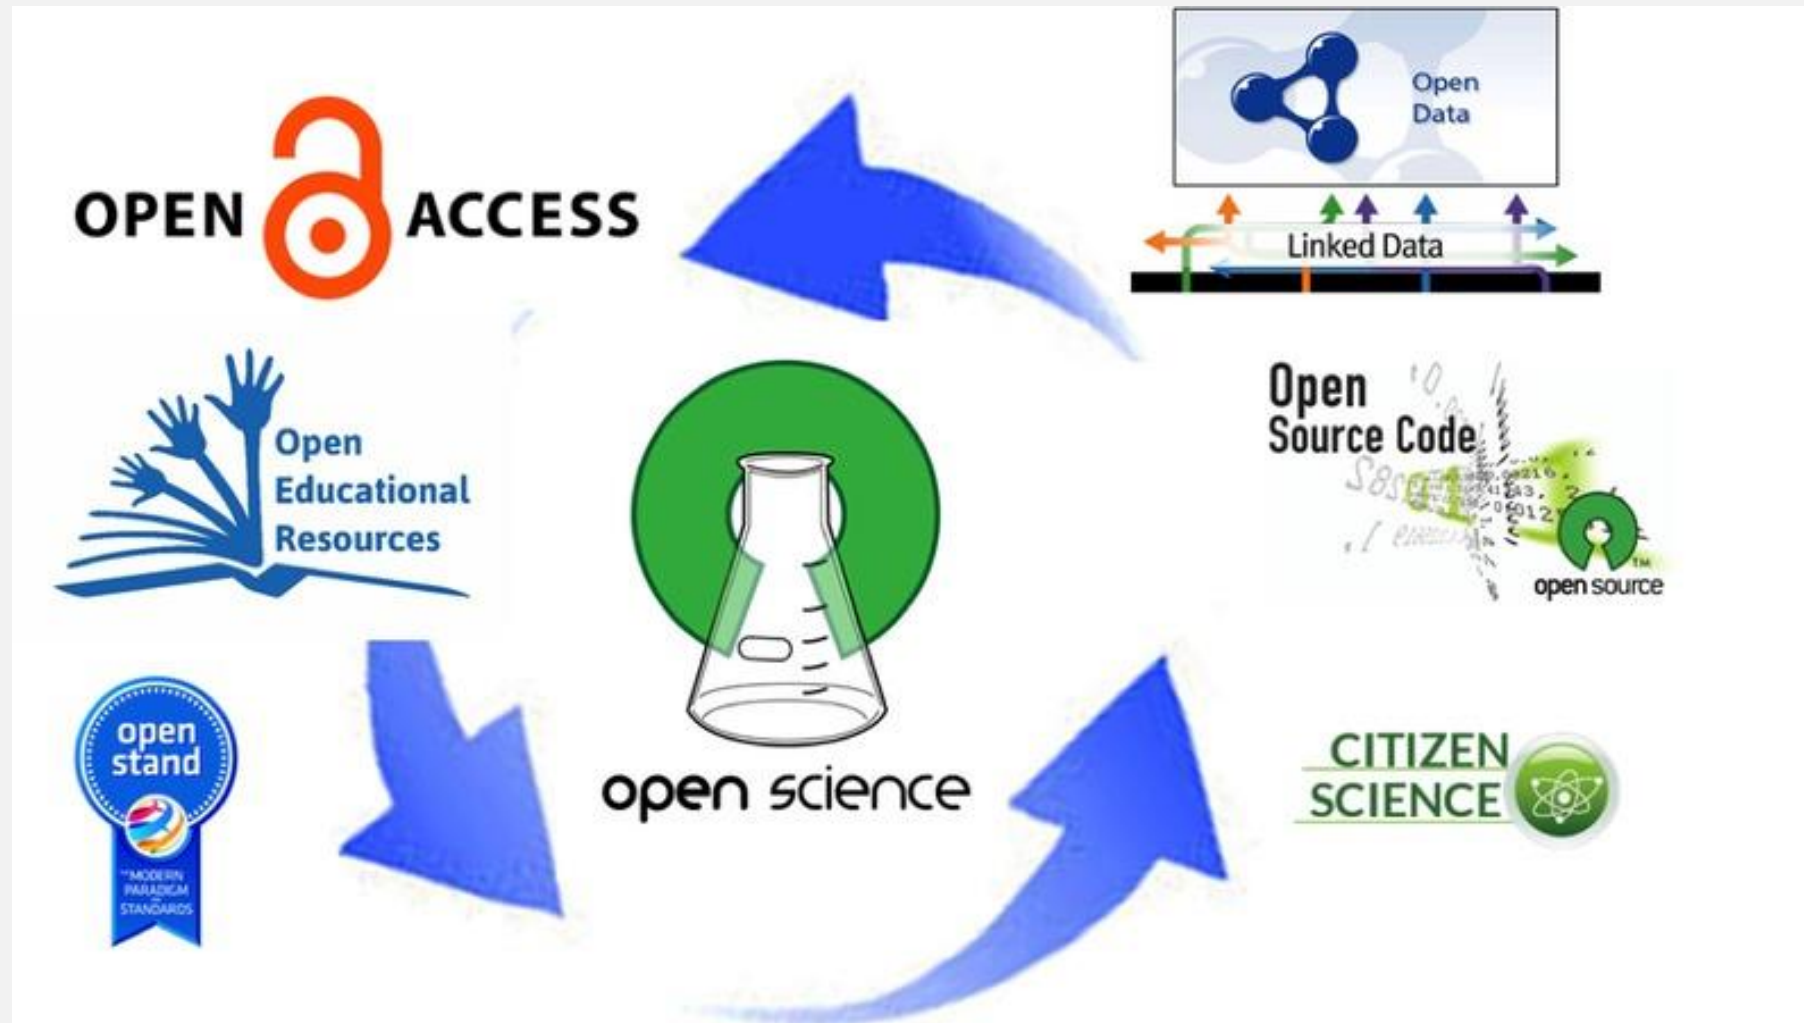 OPEN ACCESS
Open
Data
Linked Data
Open
Educational
Resources
Open
Source Code
open source
TM
open
stand
MODERN
PARADIGM
STANDARDS
open science
CITIZEN
SCIENCE